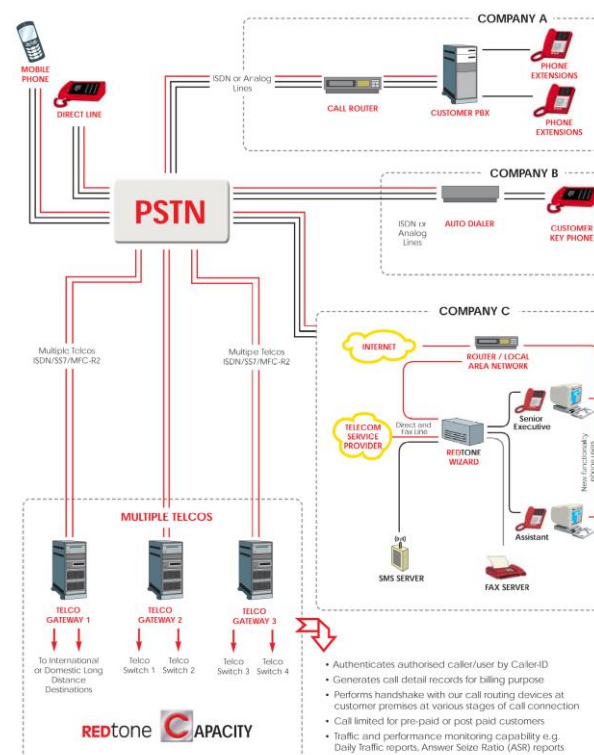 COMPANY A
MOBILE
PHONE
DIRECT LINE
ISDN or Analog
Lines
CALL ROUTER
CUSTOMER PBX
PHONE
EXTENSIONS
PHONE
EXTENSIONS
PSTN
COMPANY B
ISDN or
Analog
Lines
AUTO DIALER
CUSTOMER
KEY PHONE
COMPANY C
INTERNET
ROUTER / LOCAL
AREA NETWORK
TELECOM
SERVICE
PROVIDER
Direct and
Fax Line
REDTONE
WIZARD
Senior
Executive
New functionality
phone users
Assistant
SMS SERVER
FAX SERVER
Multiple Telcos
ISDN/SS7/MFC-R2
Multiple Telcos
ISDN/SS7/MFC-R2
MULTIPLE TELCOS
TELCO
GATEWAY 1
TELCO
GATEWAY 2
TELCO
GATEWAY 3
To International
or Domestic Long
Distance
Destinations
Telco
Switch 1
Telco
Switch 2
Telco
Switch 3
Telco
Switch 4
REDtone CAPACITY
• Authenticates authorised caller/user by Caller-ID
• Generates call detail records for billing purpose
• Performs handshake with our call routing devices at
customer premises at various stages of call connection
• Call limited for pre-paid or post paid customers
• Traffic and performance monitoring capability e.g.
Daily Traffic reports, Answer Seize Ratio (ASR) reports